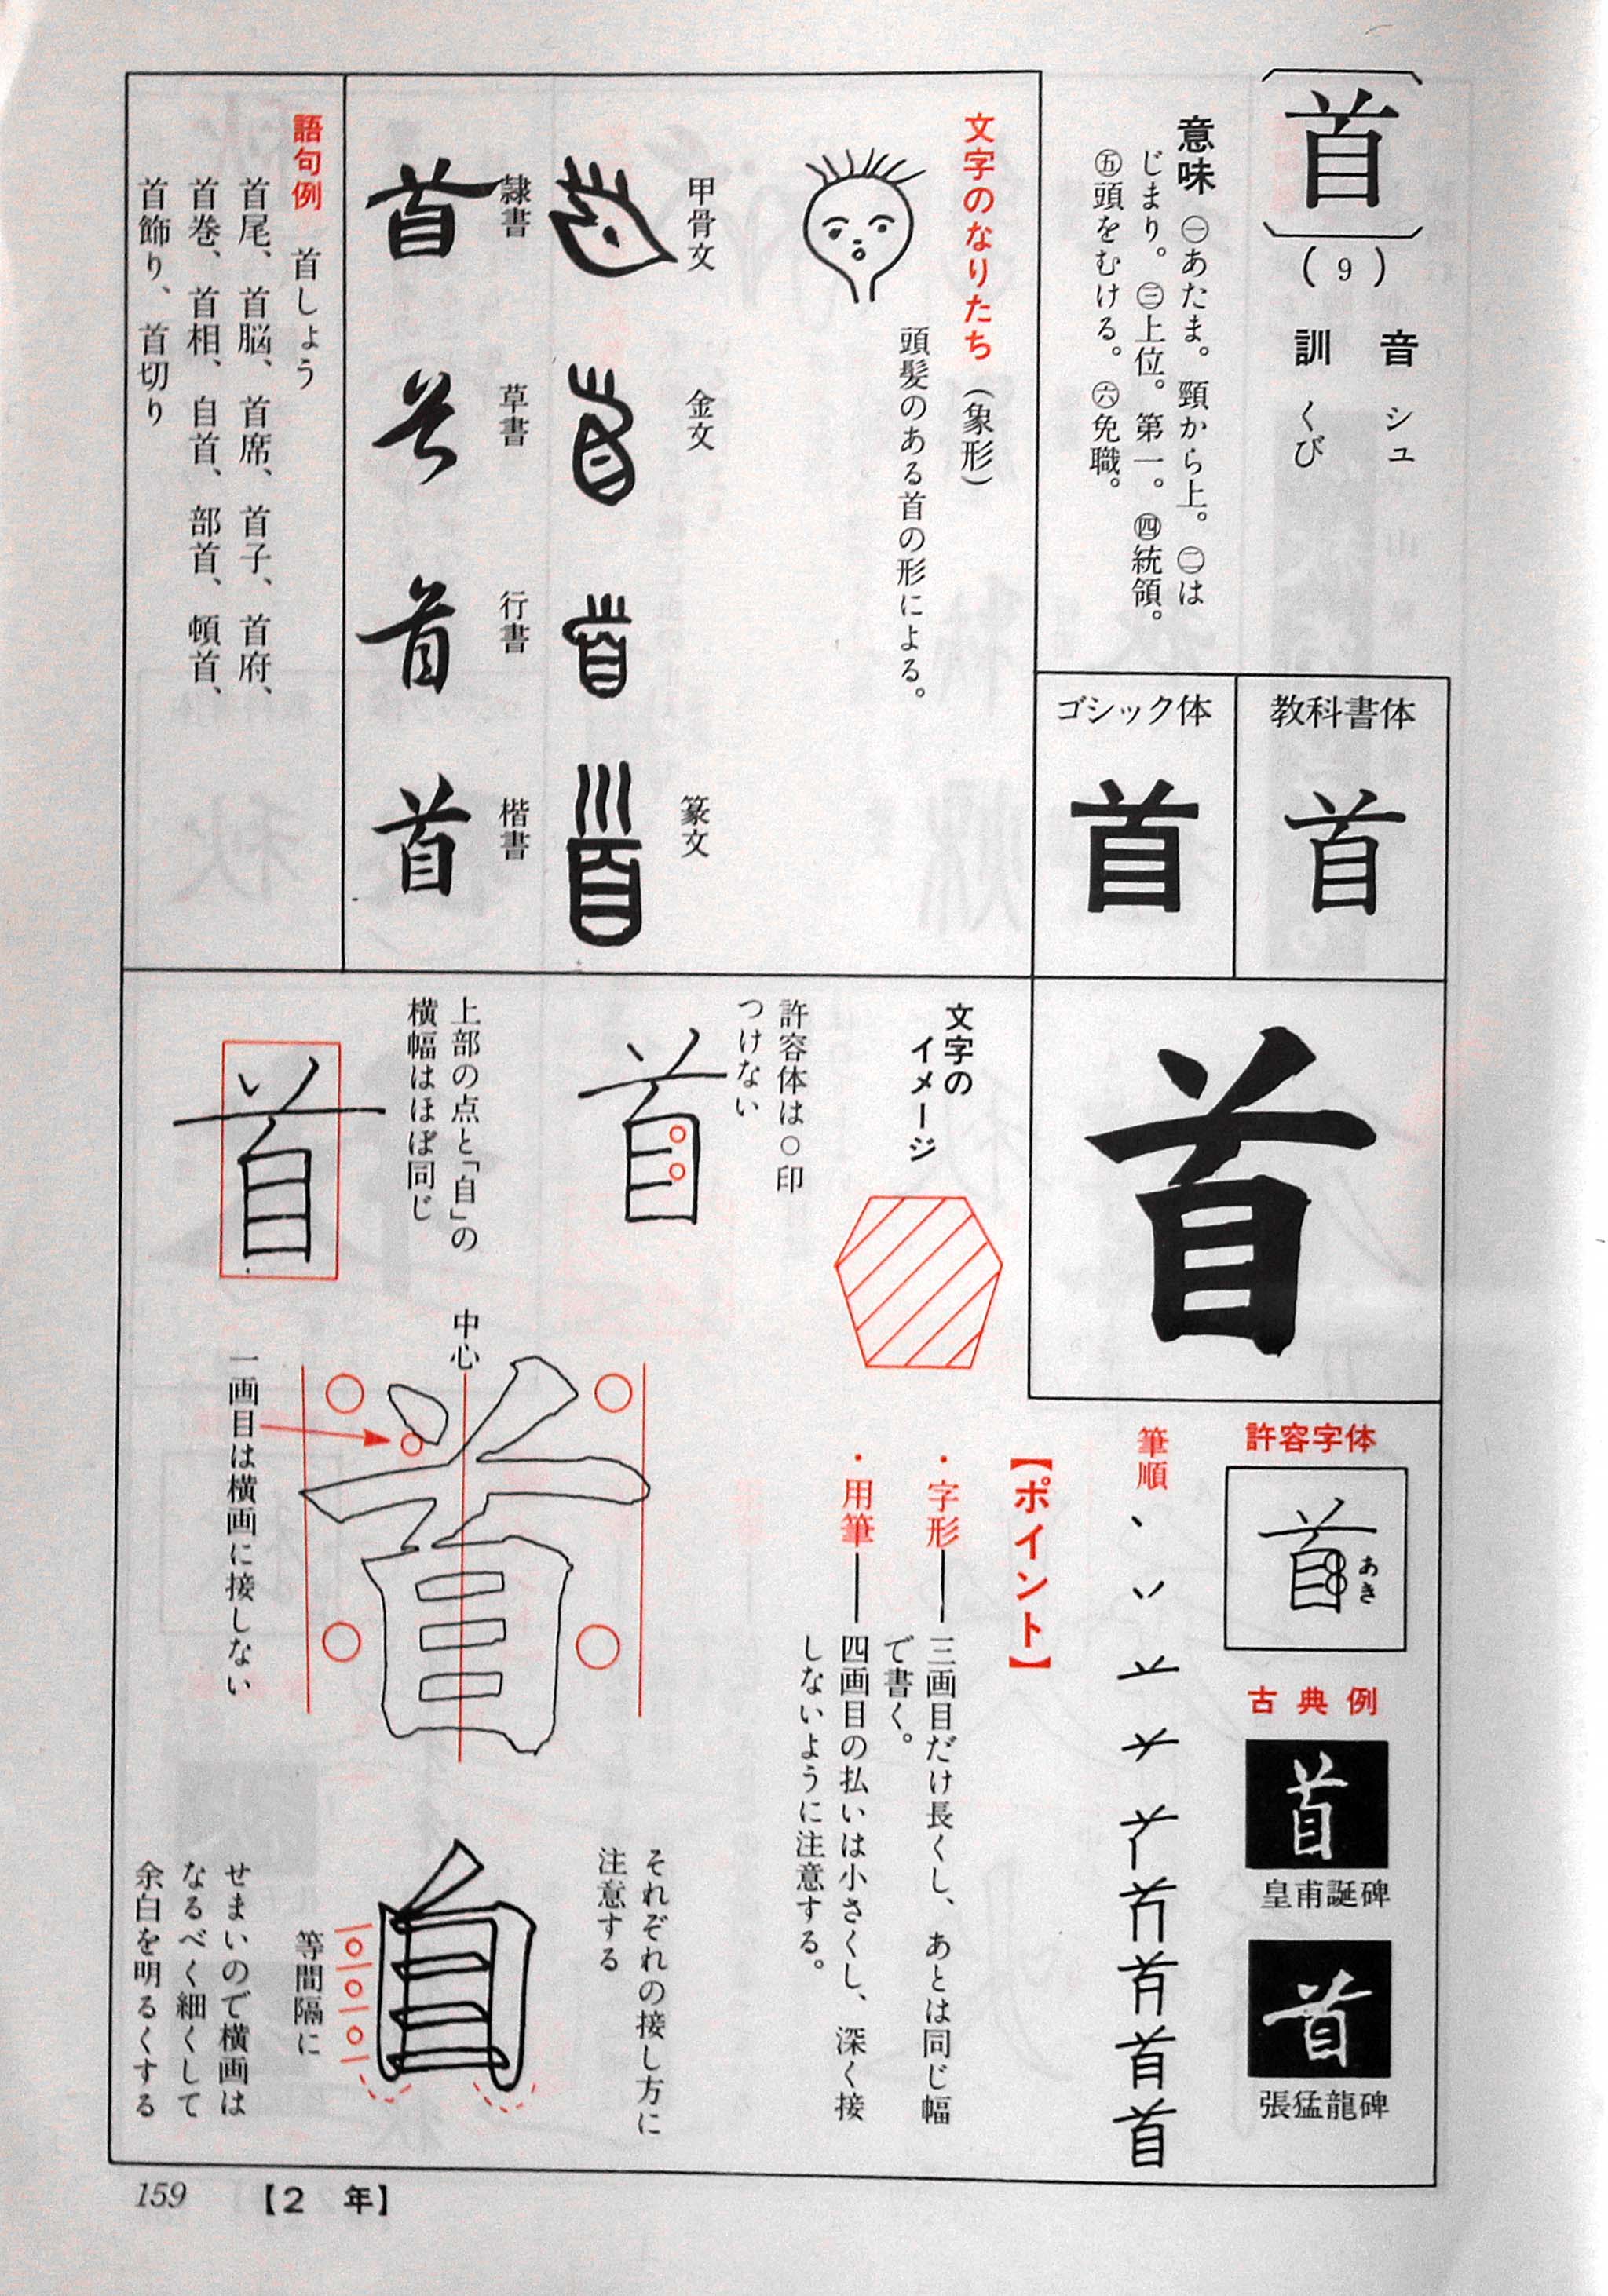 首
(9)
音 シュ
訓 くび
意味 ㊀あたま。頸から上。㊁は
じまり。㊂上位。第一。㊃統領。
㊄頭をむける。㊅免職。
教科書体
首
ゴシック体
首
文字のなりたち(象形)
頭髪のある首の形による。
甲骨文
金文
篆文
隷書
首
草書
行書
首
楷書
首
語句例 首しょう
首尾、首脳、首席、首子、首府、
首巻、首相、自首、部首、頓首、
首飾り、首切り
首
許容字体
首
あき
古典例
首
皇甫誕碑
首
張猛龍碑
筆順
首
【ポイント】
・字形――三画目だけ長くし、あとは同じ幅
で書く。
・用筆――四画目の払いは小さくし、深く接
しないように注意する。
文字の
イメージ
許容体は○印
つけない
首
上部の点と「自」の
横幅はほぼ同じ
首
中心
首
一画目は横画に接しない
それぞれの接し方に
注意する
自
等間隔に
せまいので横画は
なるべく細くして
余白を明るくする
159
【2 年】